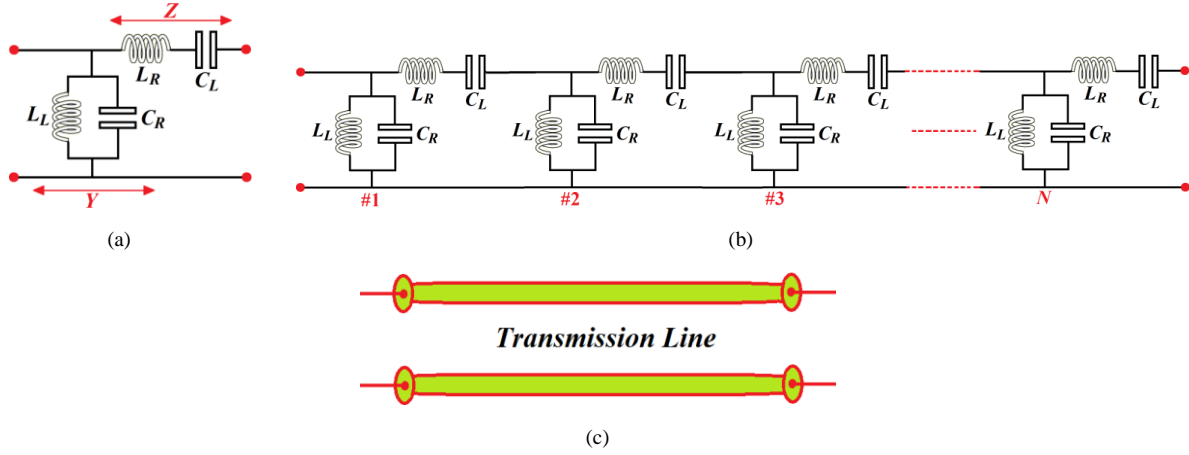 Z
L_R
C_L
L_L
C_R
Y
(a)
L_R C_L L_R C_L L_R C_L L_R C_L
L_L C_R L_L C_R L_L C_R L_L C_R
#1 #2 #3 N
(b)
Transmission Line
(c)